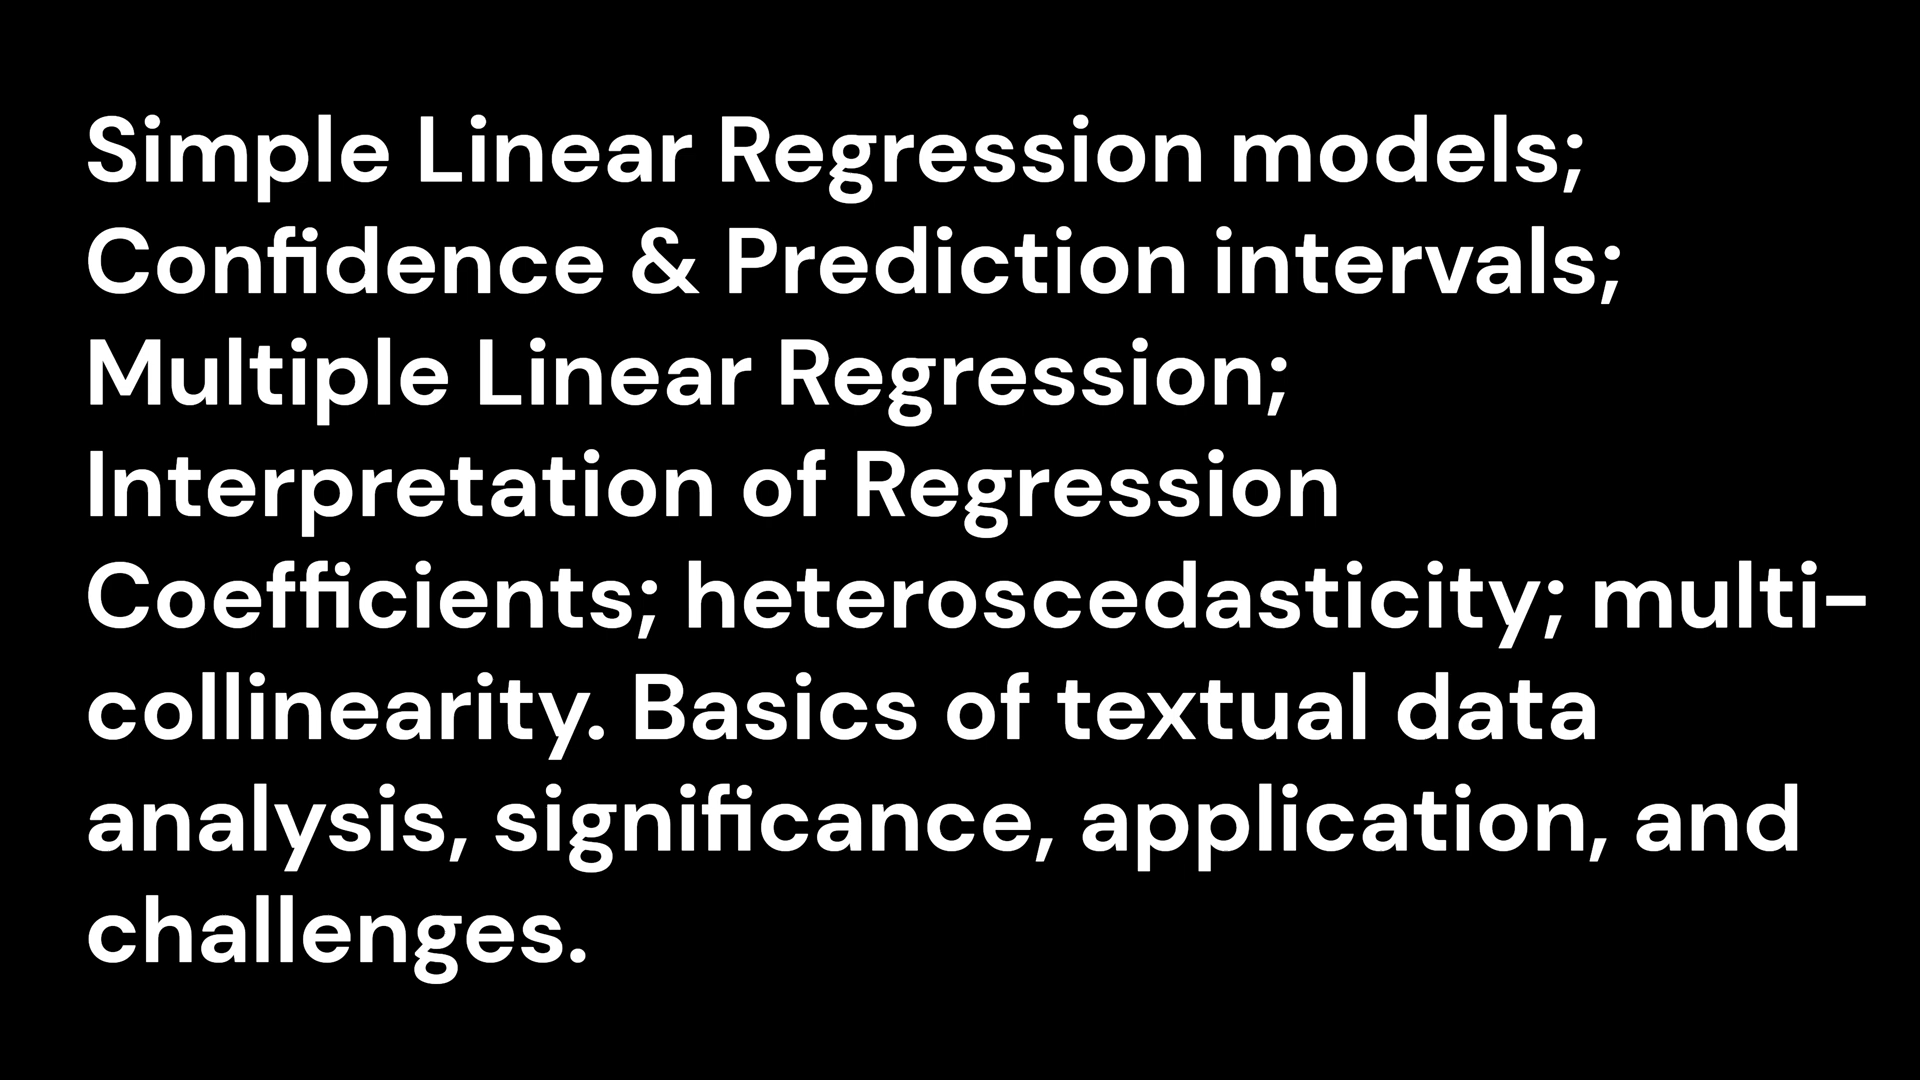 Simple Linear Regression models;
Confidence & Prediction intervals;
Multiple Linear Regression;
Interpretation of Regression
Coefficients; heteroscedasticity; multi-
collinearity. Basics of textual data
analysis, significance, application, and
challenges.